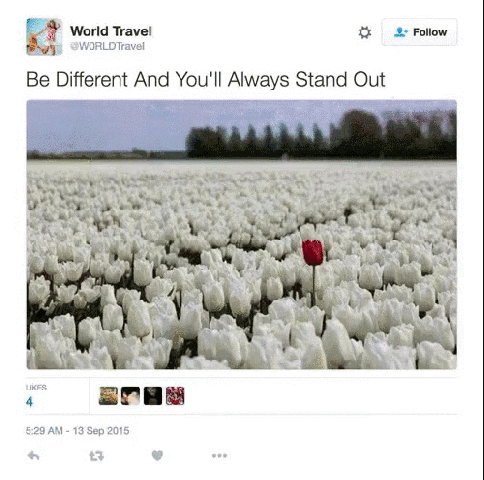 World Travel
@W0RLDTravel
Follow
Be Different And You'll Always Stand Out
LIKES
4
5:29 AM - 13 Sep 2015